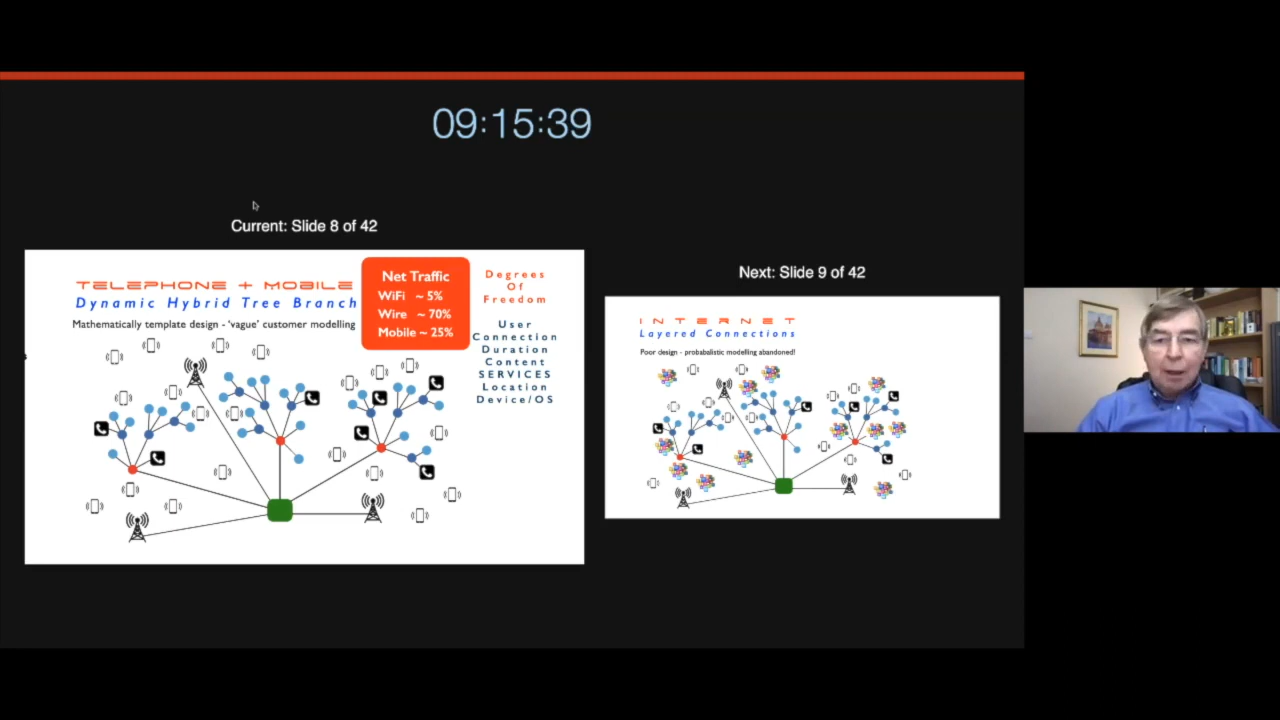 09:15:39
Current: Slide 8 of 42
TELEPHONE + MOBILE
Dynamic Hybrid Tree Branch
Mathematically template design - 'vague' customer modelling
Net Traffic
WiFi ~ 5%
Wire ~ 70%
Mobile ~ 25%
Degrees
Of
Freedom
User
Connection
Duration
Content
SERVICES
Location
Device/OS
Next: Slide 9 of 42
INTERNET
Layered Connections
Poor design - probabalistic modelling abandoned!